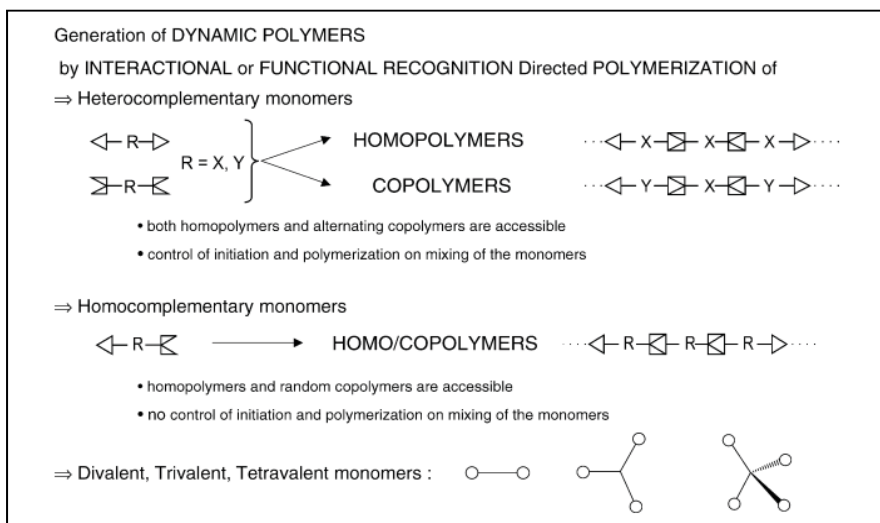 Generation of DYNAMIC POLYMERS
by INTERACTIONAL or FUNCTIONAL RECOGNITION Directed POLYMERIZATION of
⇒ Heterocomplementary monomers
R
R
R = X, Y
HOMOPOLYMERS
X X X
COPOLYMERS
Y X Y
• both homopolymers and alternating copolymers are accessible
• control of initiation and polymerization on mixing of the monomers
⇒ Homocomplementary monomers
R
HOMO/COPOLYMERS
R R R
• homopolymers and random copolymers are accessible
• no control of initiation and polymerization on mixing of the monomers
⇒ Divalent, Trivalent, Tetravalent monomers :